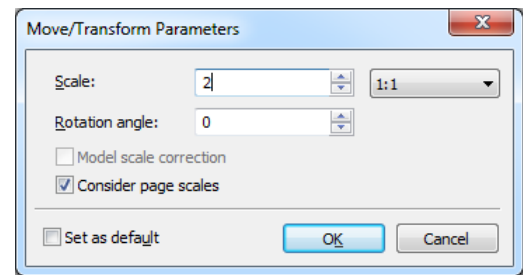 Move/Transform Parameters
Scale: 2 1:1
Rotation angle: 0
Model scale correction
Consider page scales
Set as default OK Cancel